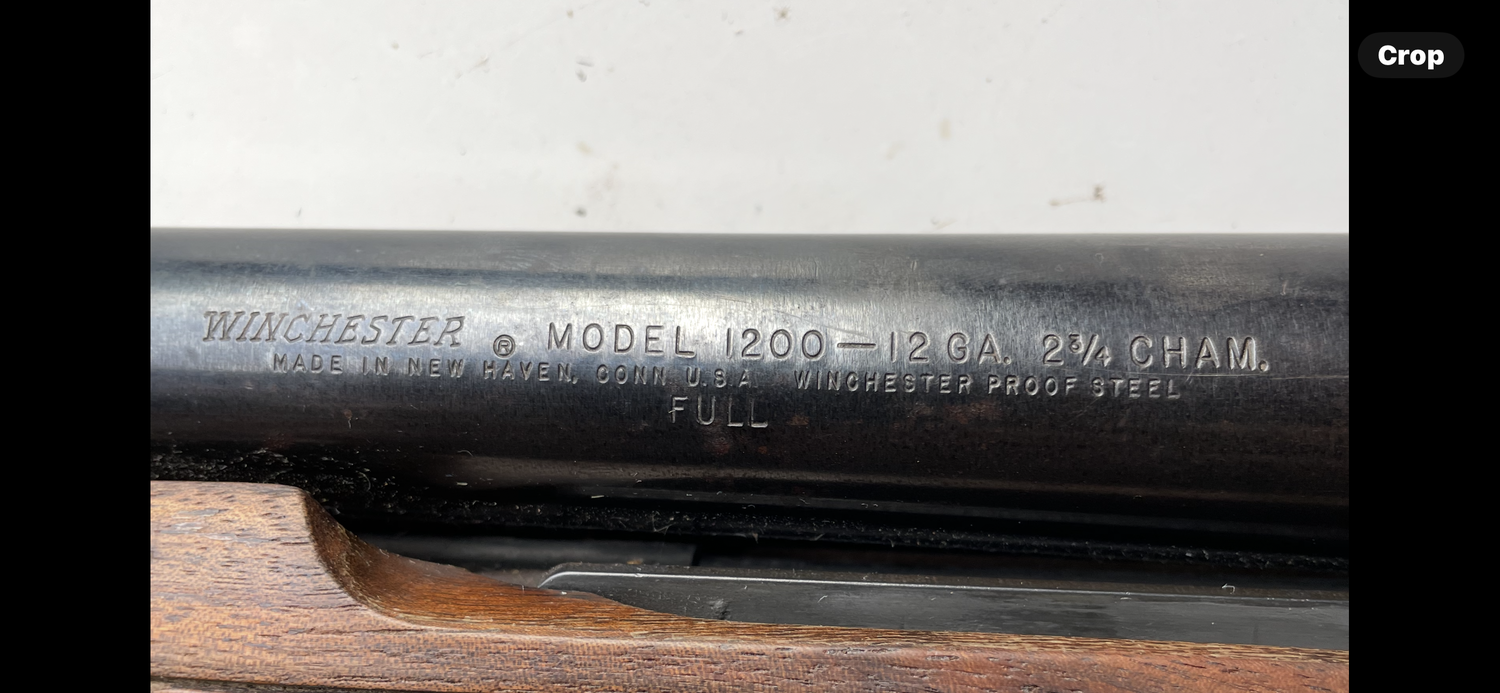 Crop
WINCHESTER ® MODEL 1200—12 GA. 2¾ CHAM.
MADE IN NEW HAVEN, CONN U.S.A. WINCHESTER PROOF STEEL
FULL